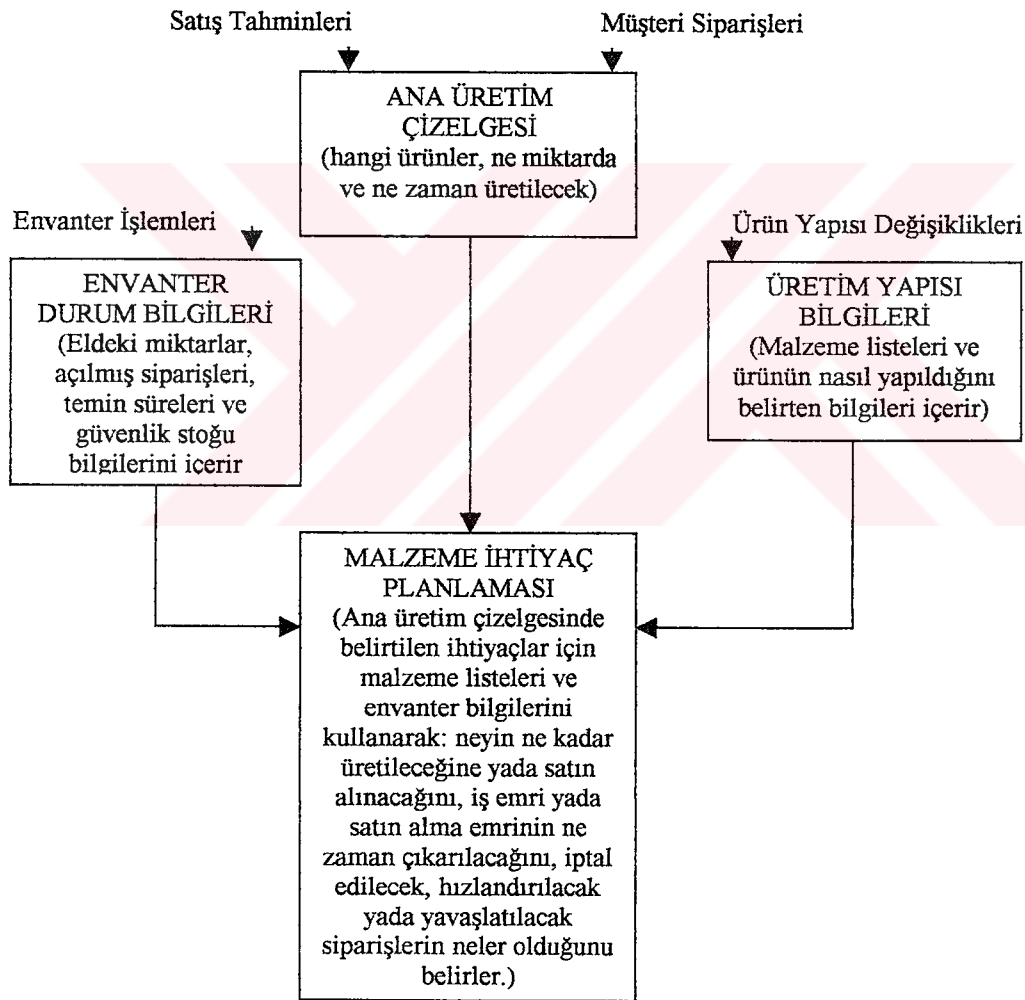 Satış Tahminleri
Müşteri Siparişleri
ANA ÜRETİM
ÇİZELGESİ
(hangi ürünler, ne miktarda
ve ne zaman üretilecek)
Envanter İşlemleri
Ürün Yapısı Değişiklikleri
ENVANTER
DURUM BİLGİLERİ
(Eldeki miktarlar,
açılmış siparişleri,
temin süreleri ve
güvenlik stoğu
bilgilerini içerir
ÜRETİM YAPISI
BİLGİLERİ
(Malzeme listeleri ve
ürünün nasıl yapıldığını
belirten bilgileri içerir)
MALZEME İHTİYAÇ
PLANLAMASI
(Ana üretim çizelgesinde
belirtilen ihtiyaçlar için
malzeme listeleri ve
envanter bilgilerini
kullanarak: neyin ne kadar
üretileceğine yada satın
alınacağını, iş emri yada
satın alma emrinin ne
zaman çıkarılacağını, iptal
edilecek, hızlandırılacak
yada yavaşlatılacak
siparişlerin neler olduğunu
belirler.)